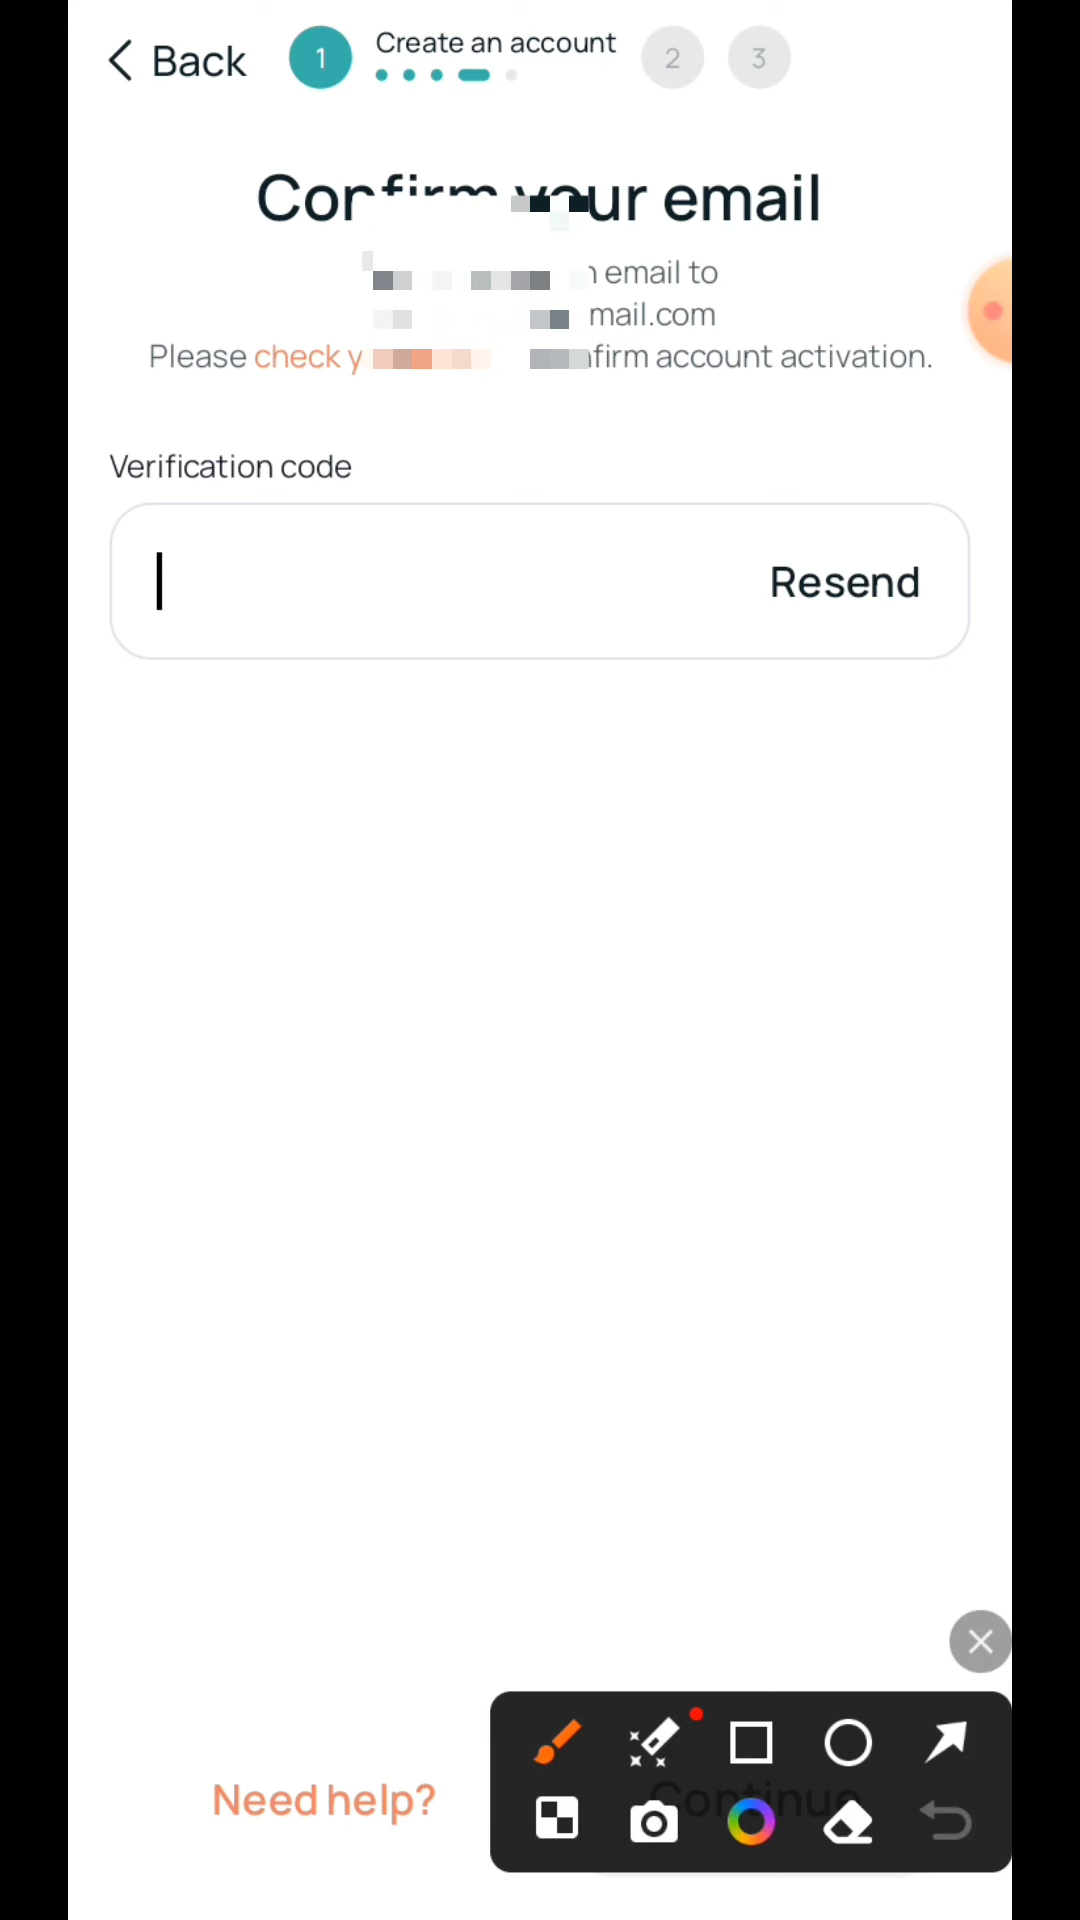 Back
1
Create an account
2
3
Confirm your email
email to
mail.com
Please check y firm account activation.
Verification code
Resend
Need help?
Continue